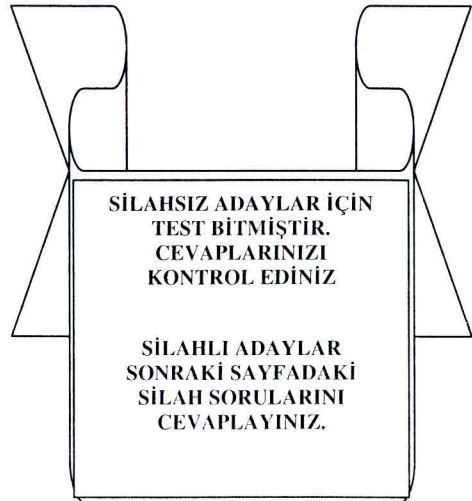 SİLAHSIZ ADAYLAR İÇİN
TEST BİTMİŞTİR.
CEVAPLARINIZI
KONTROL EDİNİZ
SİLAHLI ADAYLAR
SONRAKİ SAYFADAKİ
SİLAH SORULARINI
CEVAPLAYINIZ.